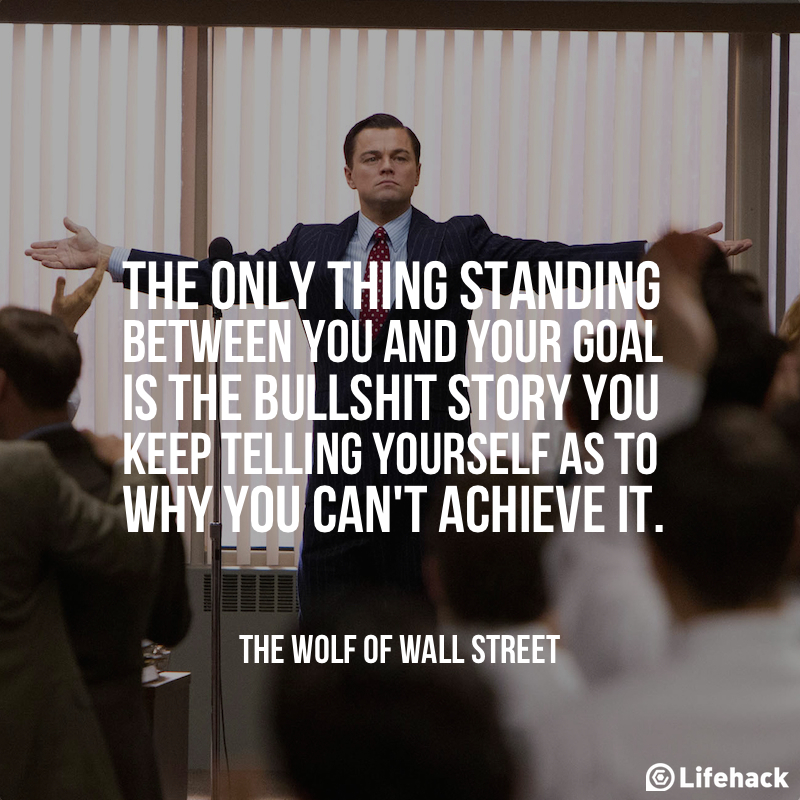 THE ONLY THING STANDING
BETWEEN YOU AND YOUR GOAL
IS THE BULLSHIT STORY YOU
KEEP TELLING YOURSELF AS TO
WHY YOU CAN'T ACHIEVE IT.
THE WOLF OF WALL STREET
Lifehack